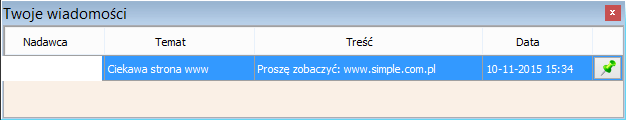 Twoje wiadomości
Nadawca Temat Treść Data
Ciekawa strona www Proszę zobaczyć: www.simple.com.pl 10-11-2015 15:34